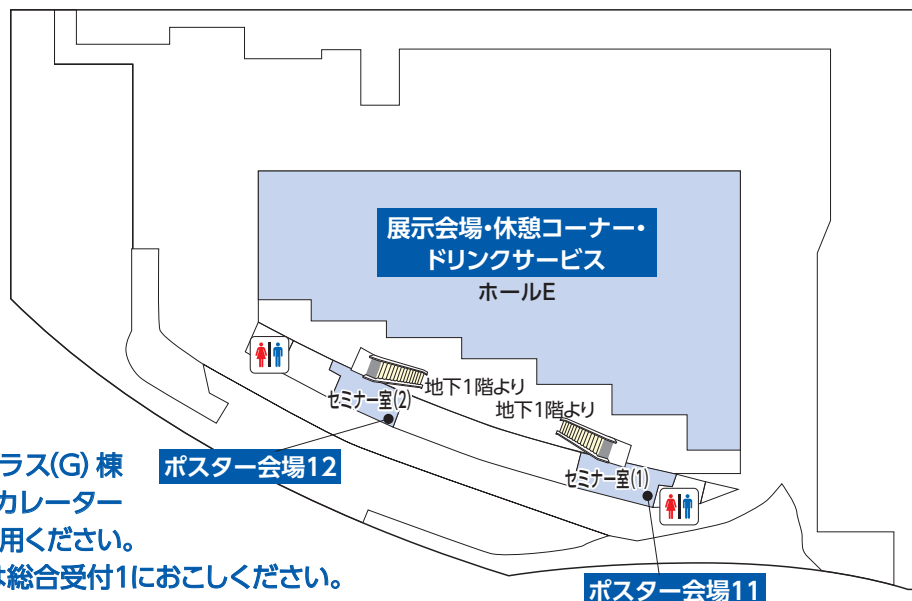 展示会場・休憩コーナー・
ドリンクサービス
ホールE
地下1階より
セミナー室(2)
地下1階より
ポスター会場12
セミナー室(1)
ポスター会場11
ラス(G) 棟
カレーター
用ください。
は総合受付1におこしください。